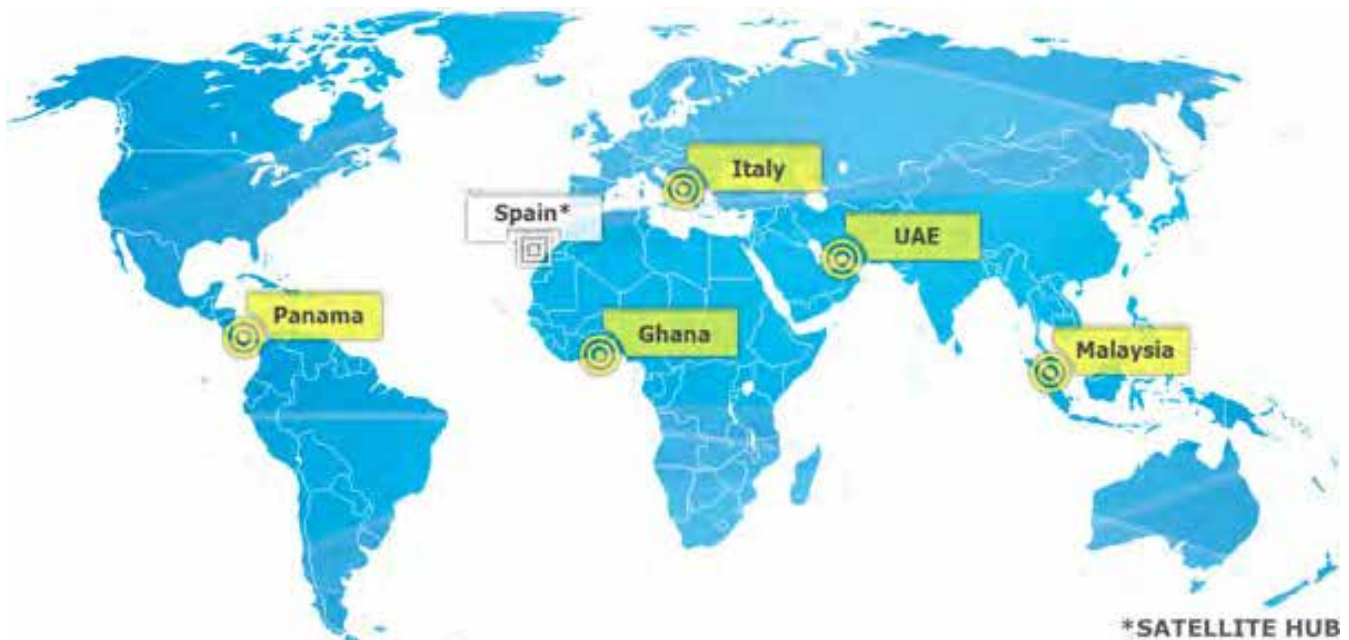 Italy
Spain*
UAE
Panama
Ghana
Malaysia
*SATELLITE HUB